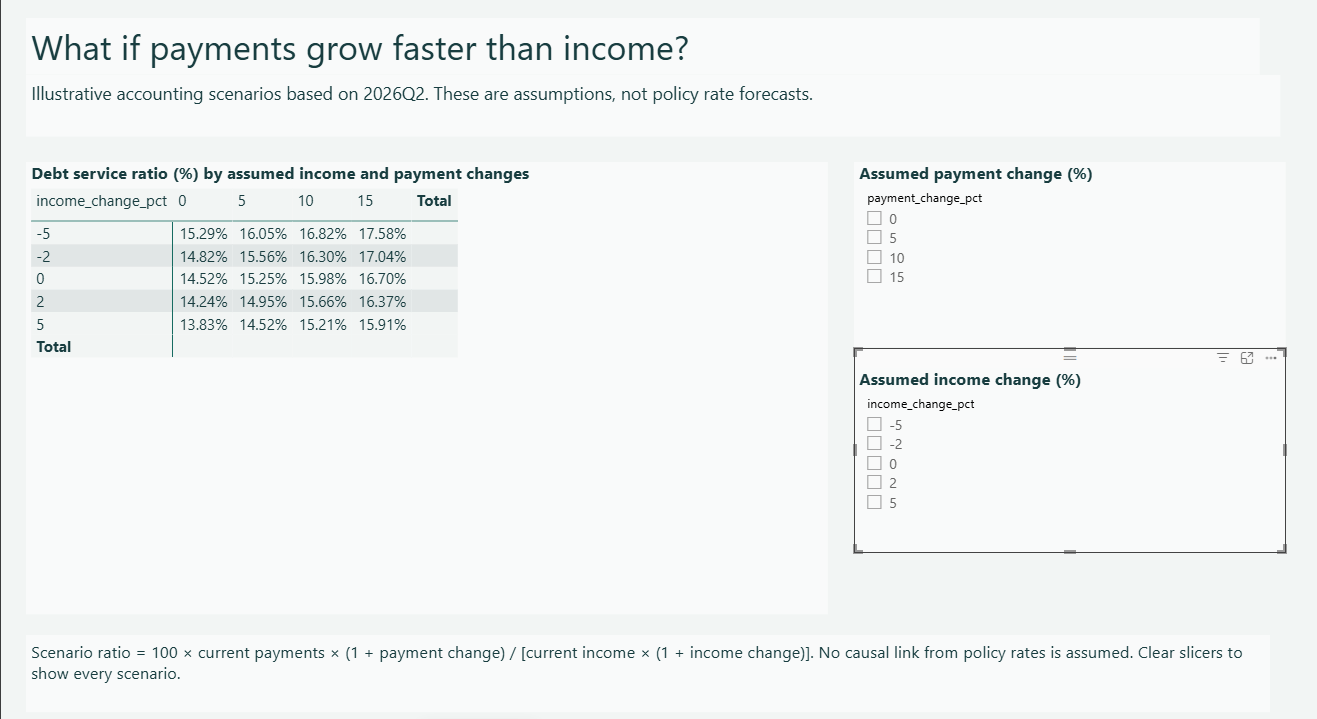 What if payments grow faster than income?
Illustrative accounting scenarios based on 2026Q2. These are assumptions, not policy rate forecasts.
Debt service ratio (%) by assumed income and payment changes
income_change_pct 0 5 10 15 Total
-5 15.29% 16.05% 16.82% 17.58%
-2 14.82% 15.56% 16.30% 17.04%
0 14.52% 15.25% 15.98% 16.70%
2 14.24% 14.95% 15.66% 16.37%
5 13.83% 14.52% 15.21% 15.91%
Total
Assumed payment change (%)
payment_change_pct
0
5
10
15
Assumed income change (%)
income_change_pct
-5
-2
0
2
5
Scenario ratio = 100 × current payments × (1 + payment change) / [current income × (1 + income change)]. No causal link from policy rates is assumed. Clear slicers to
show every scenario.